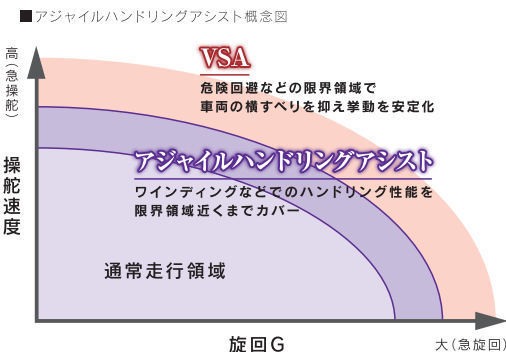 ■アジャイルハンドリングアシスト概念図
高(急操舵)
VSA
危険回避などの限界領域で
車両の横すべりを抑え挙動を安定化
アジャイルハンドリングアシスト
ワインディングなどでのハンドリング性能を
限界領域近くまでカバー
操舵速度
通常走行領域
旋回G
大(急旋回)